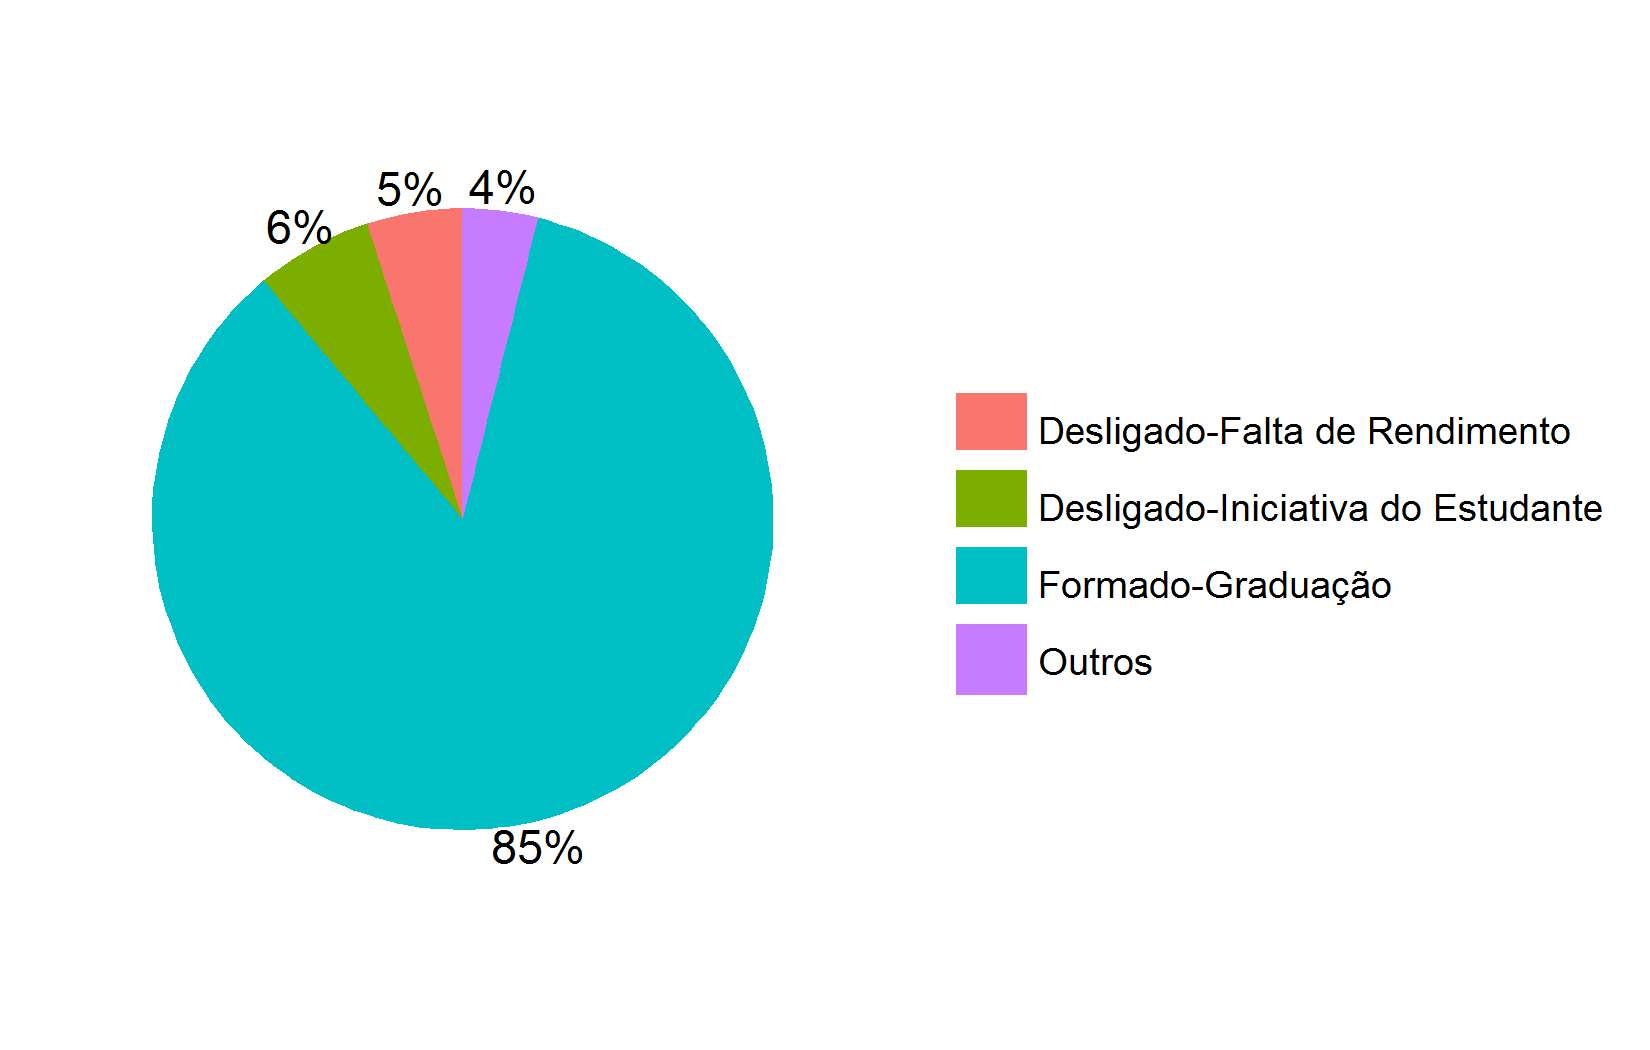 5%
4%
6%
85%
Desligado-Falta de Rendimento
Desligado-Iniciativa do Estudante
Formado-Graduação
Outros